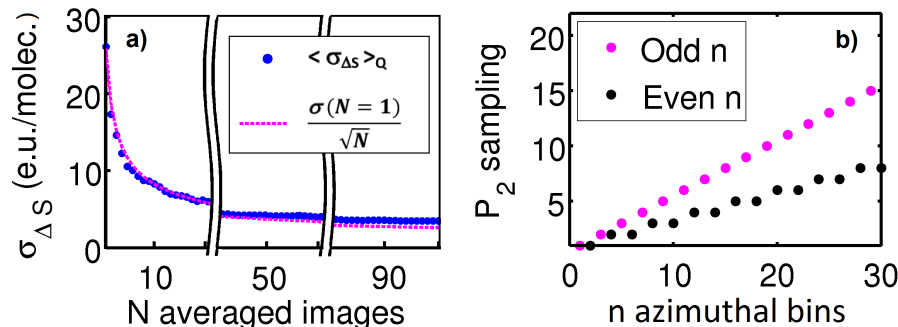 a)
30
20
10
0
σΔS (e.u./molec.)
< σΔS >Q
σ (N = 1)
√N
10 50 90
N averaged images
b)
20
15
10
5
P2 sampling
Odd n
Even n
0 10 20 30
n azimuthal bins